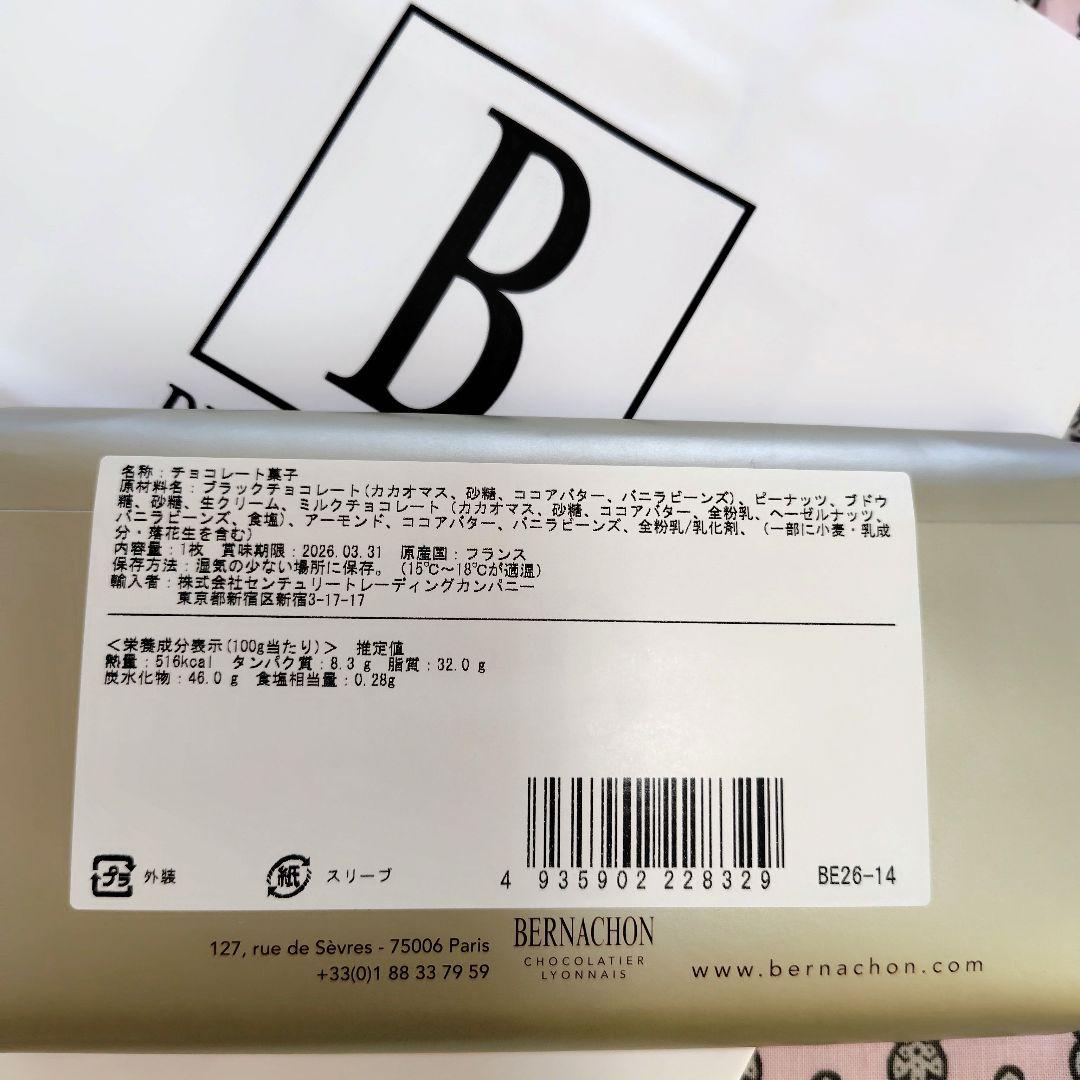 B
名称：チョコレート菓子
原材料名：ブラックチョコレート(カカオマス、砂糖、ココアバター、バニラビーンズ)、ピーナッツ、ブドウ
糖、砂糖、生クリーム、ミルクチョコレート（カカオマス、砂糖、ココアバター、全粉乳、ヘーゼルナッツ、
バニラビーンズ、食塩)、アーモンド、ココアバター、バニラビーンズ、全粉乳/乳化剤、（一部に小麦・乳成
分・落花生を含む)
内容量：1枚　賞味期限：2026.03.31　原産国：フランス
保存方法：湿気の少ない場所に保存。（15℃～18℃が適温)
輸入者：株式会社センチュリートレーディングカンパニー
東京都新宿区新宿3-17-17
＜栄養成分表示(100g当たり)＞　推定値
熱量：516kcal　タンパク質：8.3ｇ　脂質：32.0ｇ
炭水化物：46.0ｇ　食塩相当量：0.28g
プラ 外装 紙 スリーブ
4 935902 228329 BE26-14
127, rue de Sèvres - 75006 Paris
+33(0)1 88 33 79 59
BERNACHON
CHOCOLATIER
LYONNAIS
www.bernachon.com